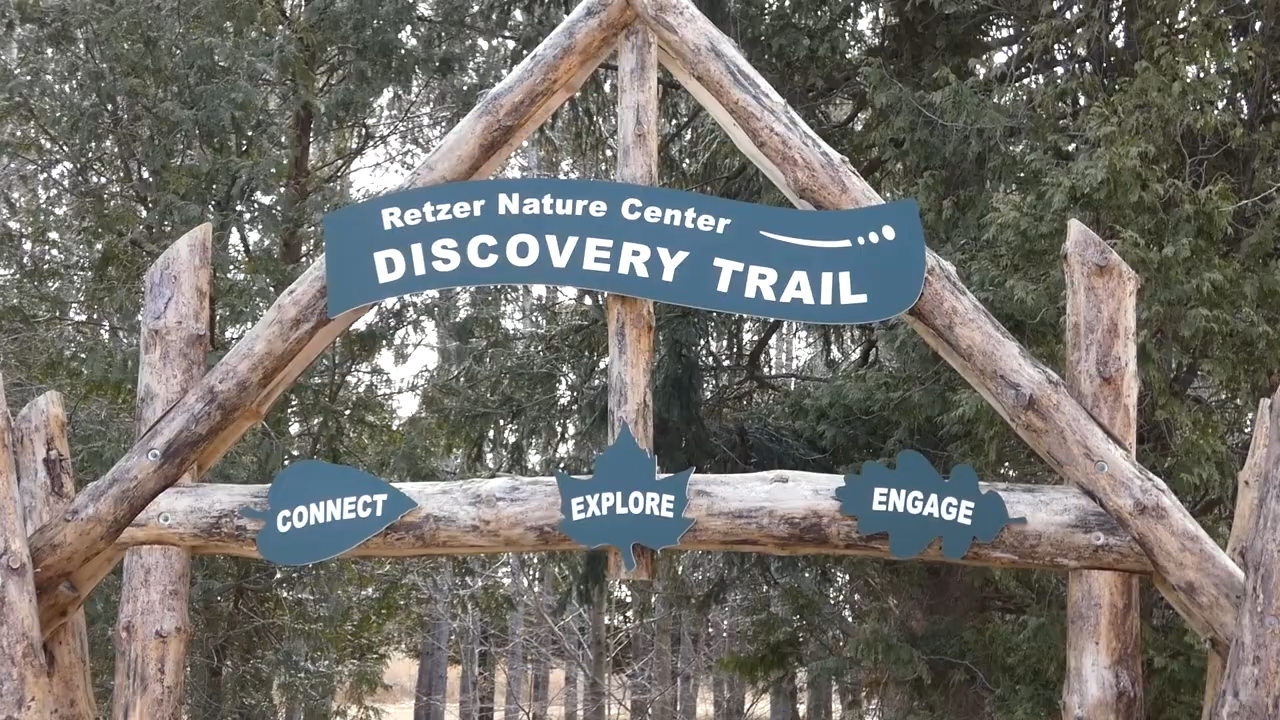 Retzer Nature Center
DISCOVERY TRAIL
CONNECT
EXPLORE
ENGAGE